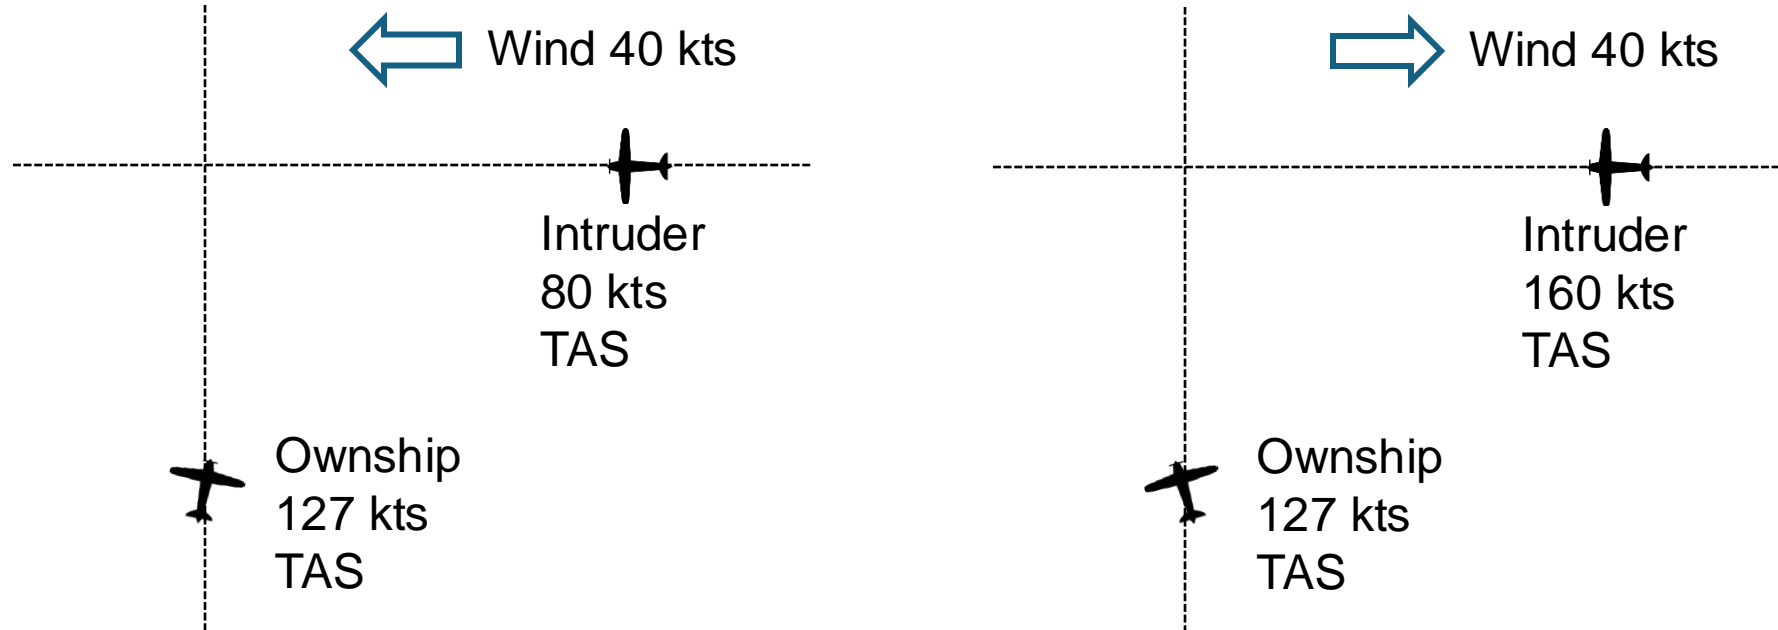 Wind 40 kts
Intruder
80 kts
TAS
Ownship
127 kts
TAS
Wind 40 kts
Intruder
160 kts
TAS
Ownship
127 kts
TAS